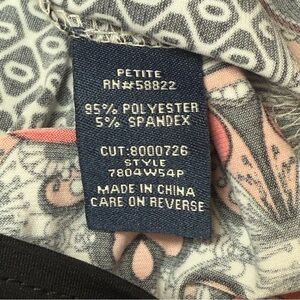 PETITE
RN#58822
95% POLYESTER
5% SPANDEX
CUT:8000726
STYLE
7804W54P
MADE IN CHINA
CARE ON REVERSE